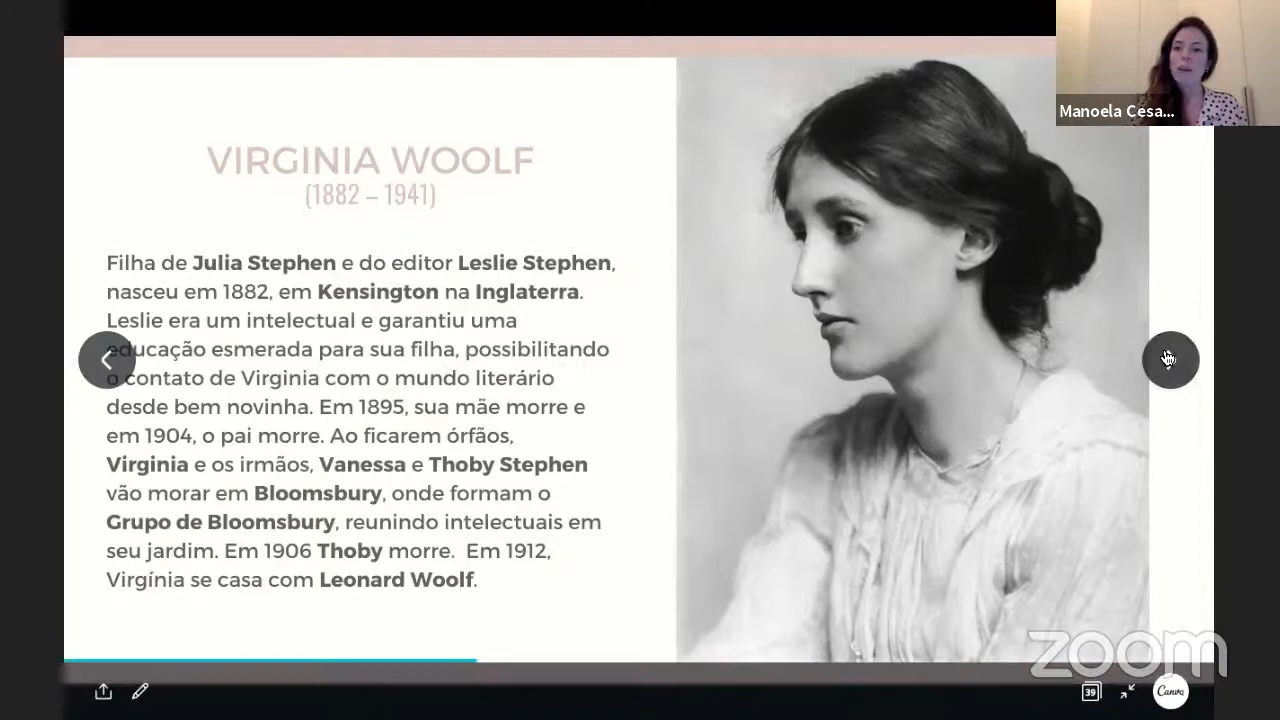 Manoela Cesa...
VIRGINIA WOOLF
(1882 – 1941)
Filha de Julia Stephen e do editor Leslie Stephen,
nasceu em 1882, em Kensington na Inglaterra.
Leslie era um intelectual e garantiu uma
educação esmerada para sua filha, possibilitando
o contato de Virginia com o mundo literário
desde bem novinha. Em 1895, sua mãe morre e
em 1904, o pai morre. Ao ficarem órfãos,
Virginia e os irmãos, Vanessa e Thoby Stephen
vão morar em Bloomsbury, onde formam o
Grupo de Bloomsbury, reunindo intelectuais em
seu jardim. Em 1906 Thoby morre. Em 1912,
Virgínia se casa com Leonard Woolf.
zoom
39
Canva